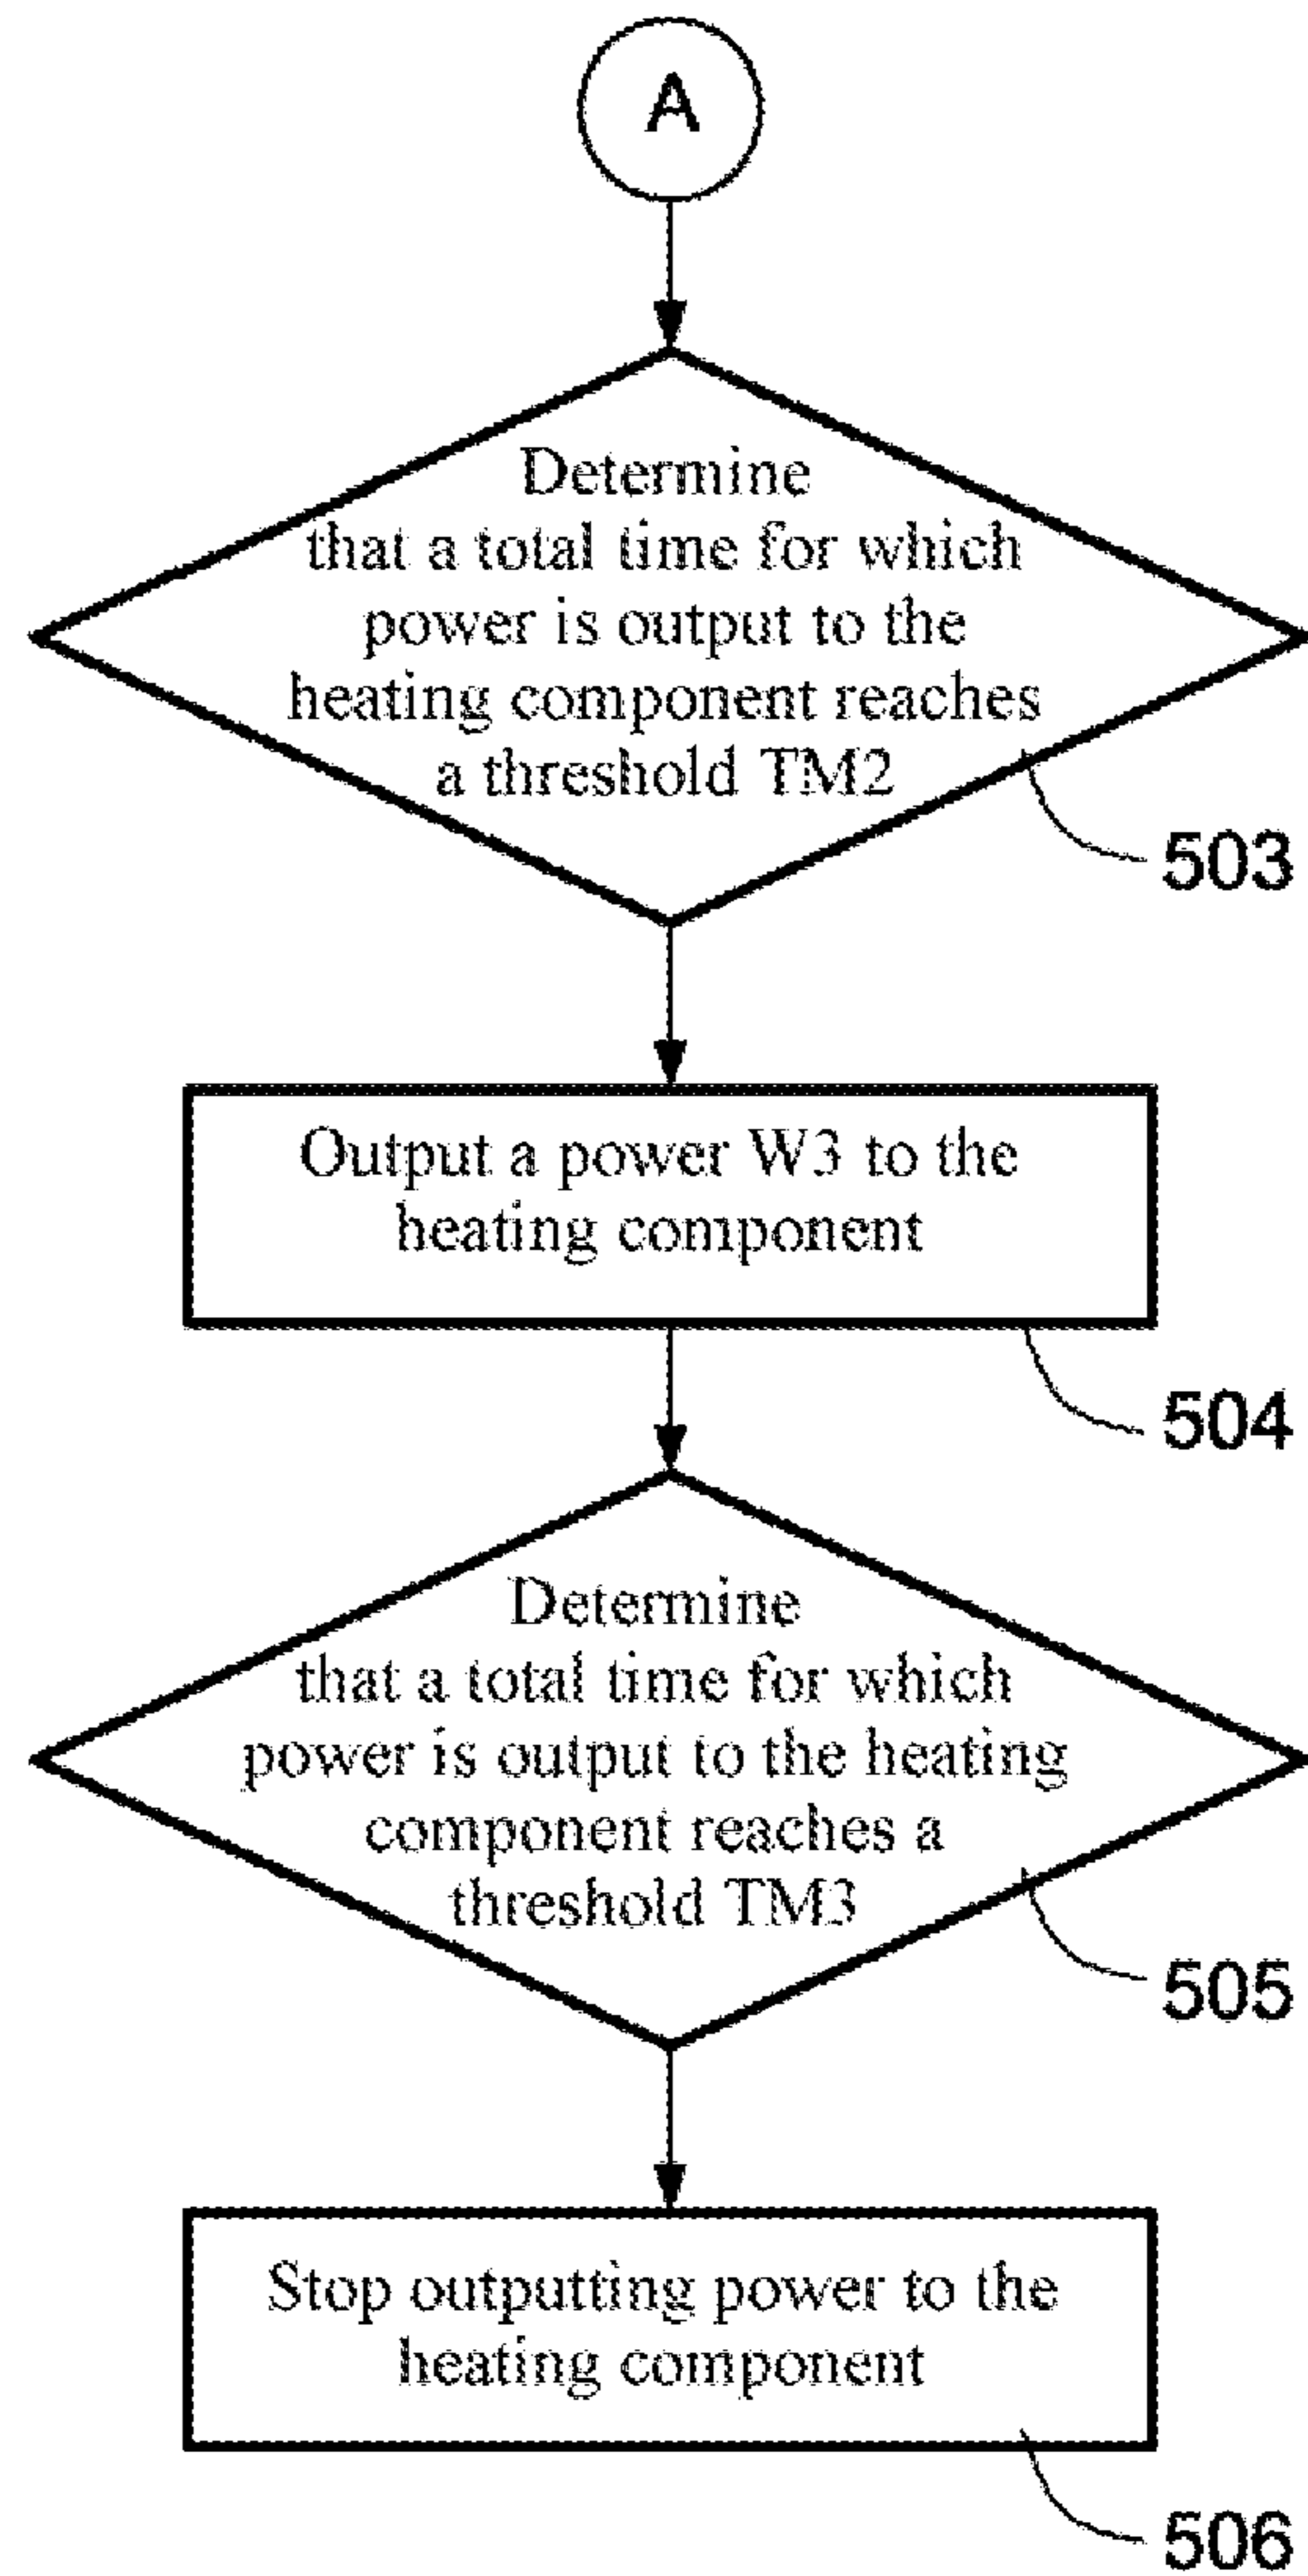 A
Determine
that a total time for which
power is output to the
heating component reaches
a threshold TM2
503
Output a power W3 to the
heating component
504
Determine
that a total time for which
power is output to the heating
component reaches a
threshold TM3
505
Stop outputting power to the
heating component
506